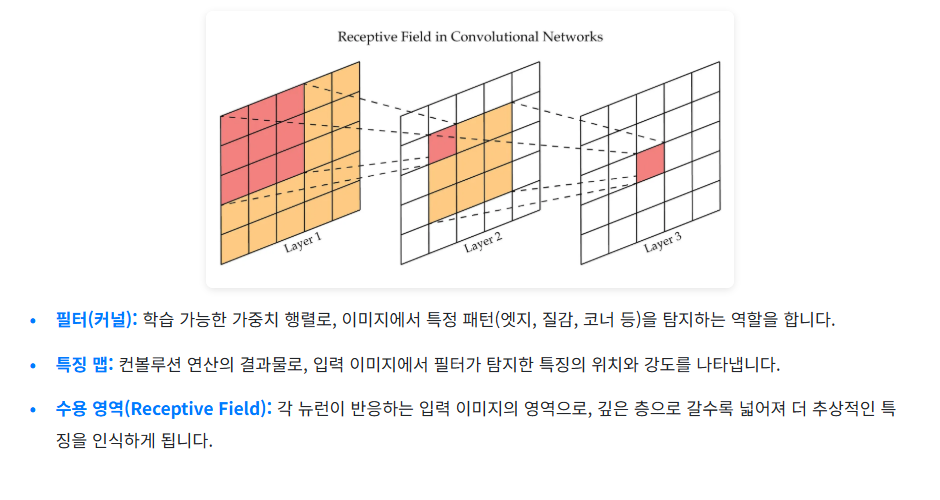 Receptive Field in Convolutional Networks
Layer 1
Layer 2
Layer 3
• 필터(커널): 학습 가능한 가중치 행렬로, 이미지에서 특정 패턴(엣지, 질감, 코너 등)을 탐지하는 역할을 합니다.
• 특징 맵: 컨볼루션 연산의 결과물로, 입력 이미지에서 필터가 탐지한 특징의 위치와 강도를 나타냅니다.
• 수용 영역(Receptive Field): 각 뉴런이 반응하는 입력 이미지의 영역으로, 깊은 층으로 갈수록 넓어져 더 추상적인 특
징을 인식하게 됩니다.